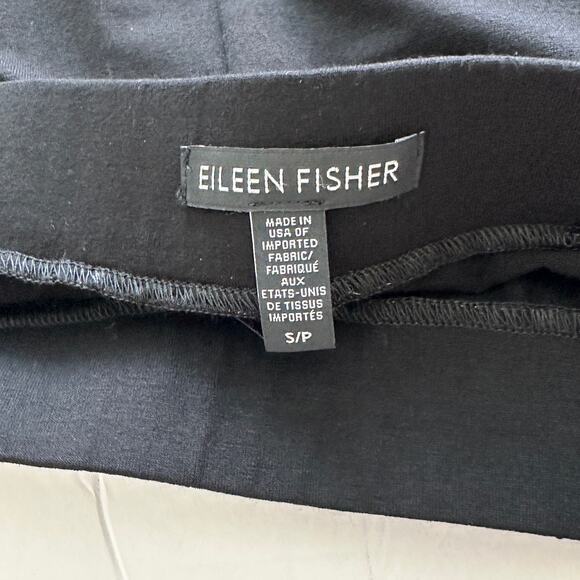 EILEEN FISHER
MADE IN
USA OF
IMPORTED
FABRIC/
FABRIQUÉ
AUX
ETATS-UNIS
DE TISSUS
IMPORTÉS
S/P